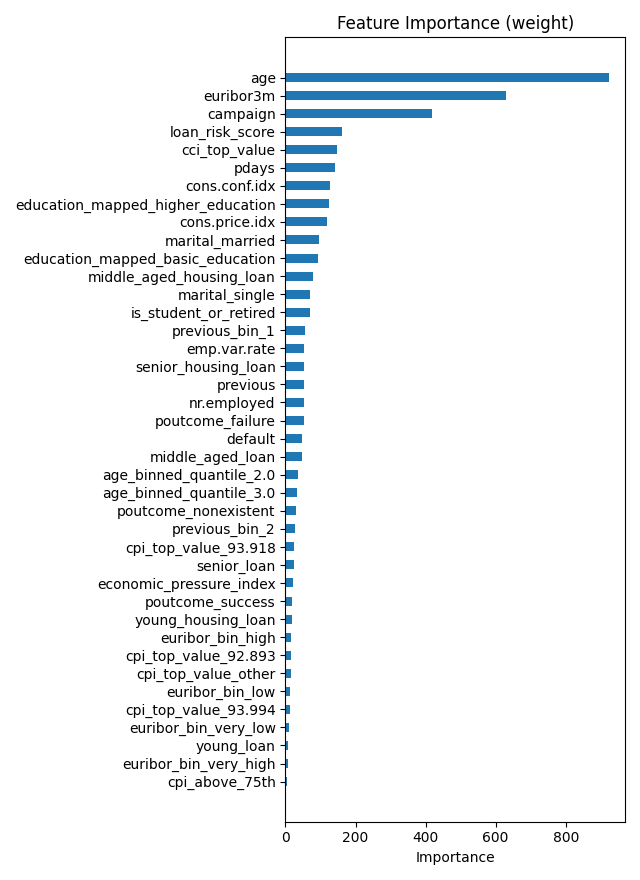 Feature Importance (weight)
age
euribor3m
campaign
loan_risk_score
cci_top_value
pdays
cons.conf.idx
education_mapped_higher_education
cons.price.idx
marital_married
education_mapped_basic_education
middle_aged_housing_loan
marital_single
is_student_or_retired
previous_bin_1
emp.var.rate
senior_housing_loan
previous
nr.employed
poutcome_failure
default
middle_aged_loan
age_binned_quantile_2.0
age_binned_quantile_3.0
poutcome_nonexistent
previous_bin_2
cpi_top_value_93.918
senior_loan
economic_pressure_index
poutcome_success
young_housing_loan
euribor_bin_high
cpi_top_value_92.893
cpi_top_value_other
euribor_bin_low
cpi_top_value_93.994
euribor_bin_very_low
young_loan
euribor_bin_very_high
cpi_above_75th
0 200 400 600 800
Importance